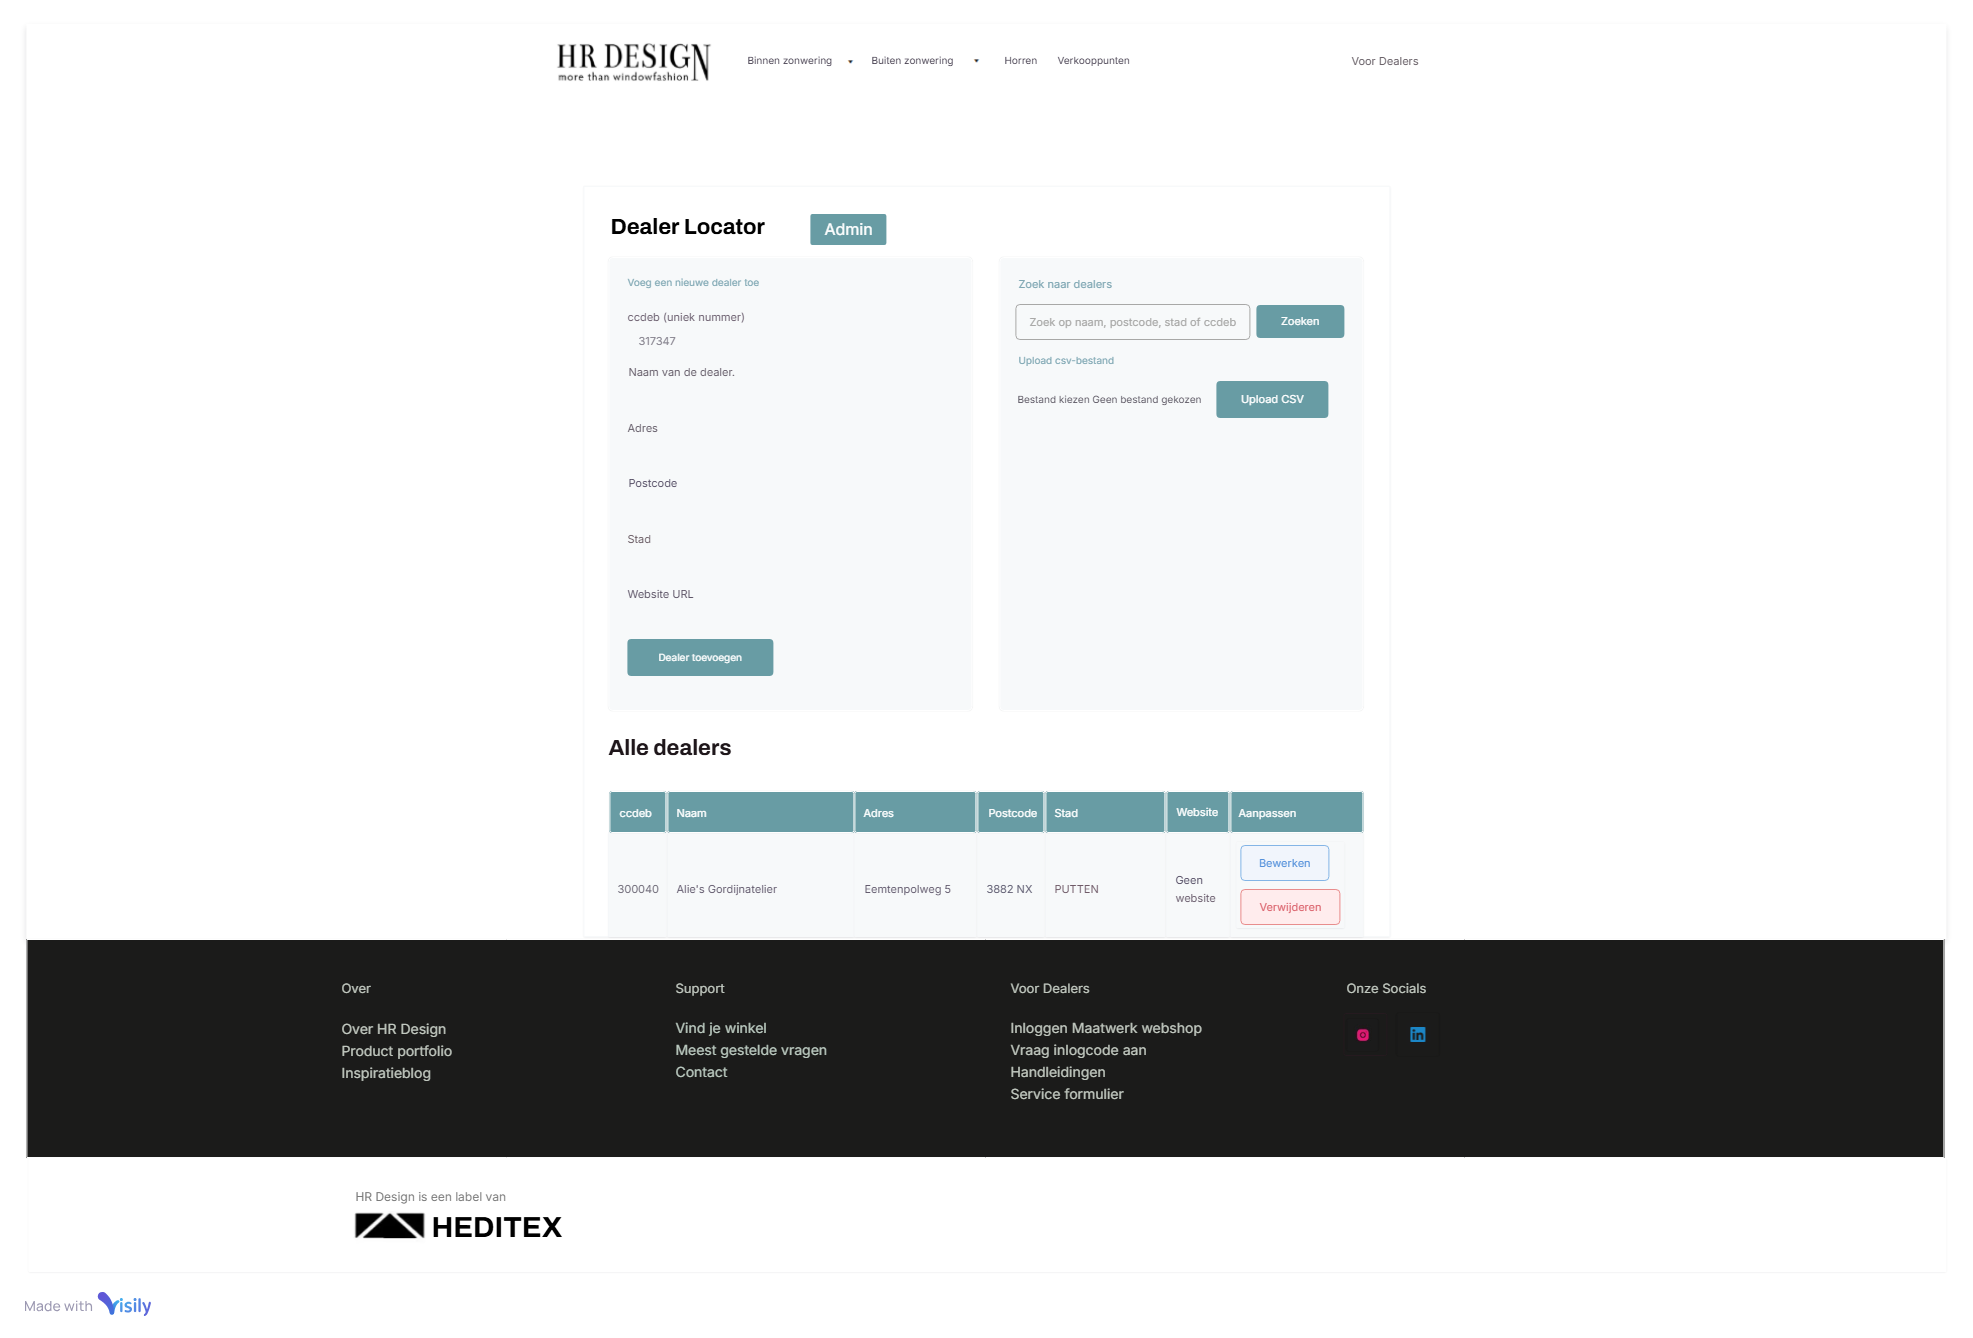 HR DESIGN
more than windowfashion
Binnen zonwering
Buiten zonwering
Horren
Verkooppunten
Voor Dealers
Dealer Locator
Admin
Voeg een nieuwe dealer toe
ccdeb (uniek nummer)
317347
Naam van de dealer.
Adres
Postcode
Stad
Website URL
Dealer toevoegen
Zoek naar dealers
Zoek op naam, postcode, stad of ccdeb
Zoeken
Upload csv-bestand
Bestand kiezen Geen bestand gekozen
Upload CSV
Alle dealers
ccdeb
Naam
Adres
Postcode
Stad
Website
Aanpassen
300040
Alie's Gordijnatelier
Eemtenpolweg 5
3882 NX
PUTTEN
Geen
website
Bewerken
Verwijderen
Over
Over HR Design
Product portfolio
Inspiratieblog
Support
Vind je winkel
Meest gestelde vragen
Contact
Voor Dealers
Inloggen Maatwerk webshop
Vraag inlogcode aan
Handleidingen
Service formulier
Onze Socials
in
HR Design is een label van
HEDITEX
Made with Visily